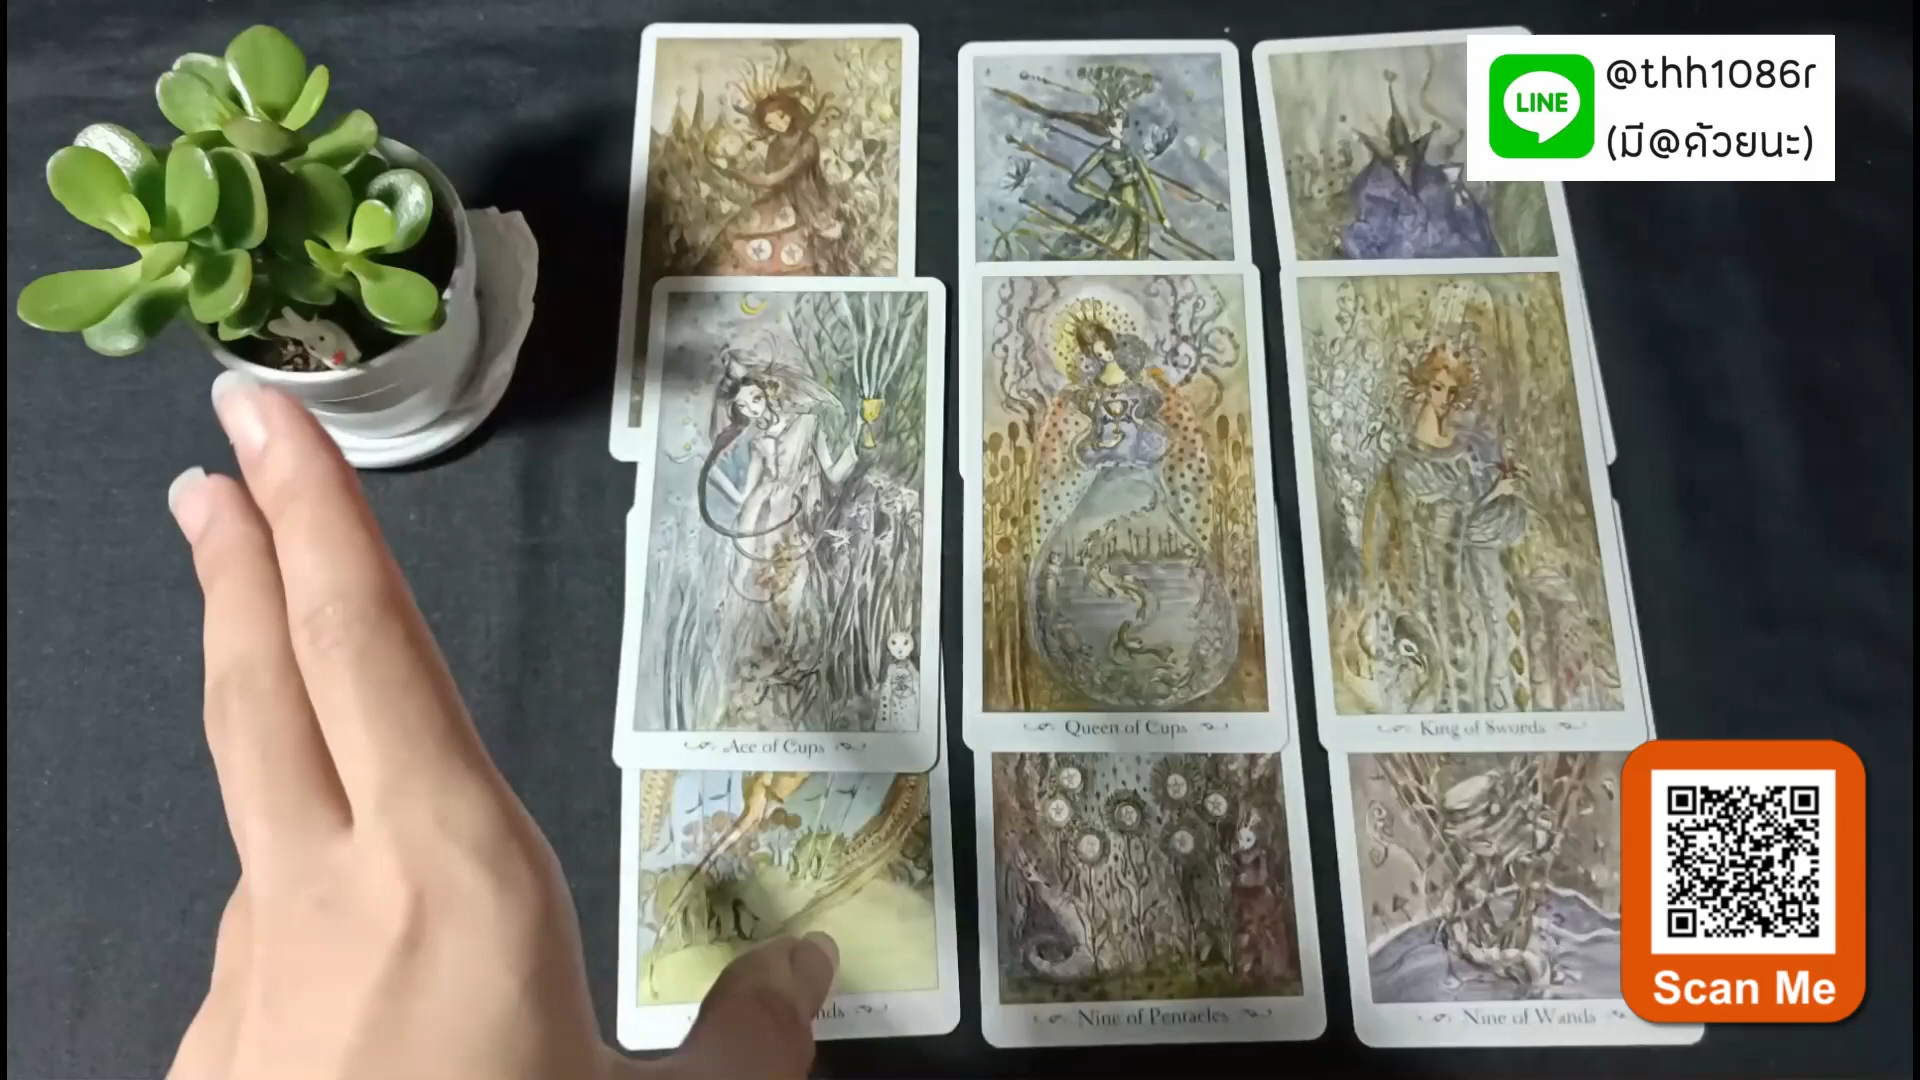 LINE
@thh1086r
(มี@ด้วยนะ)
Queen of Cups
King of Swords
Ace of Cups
Nine of Pentacles
Nine of Wands
Scan Me